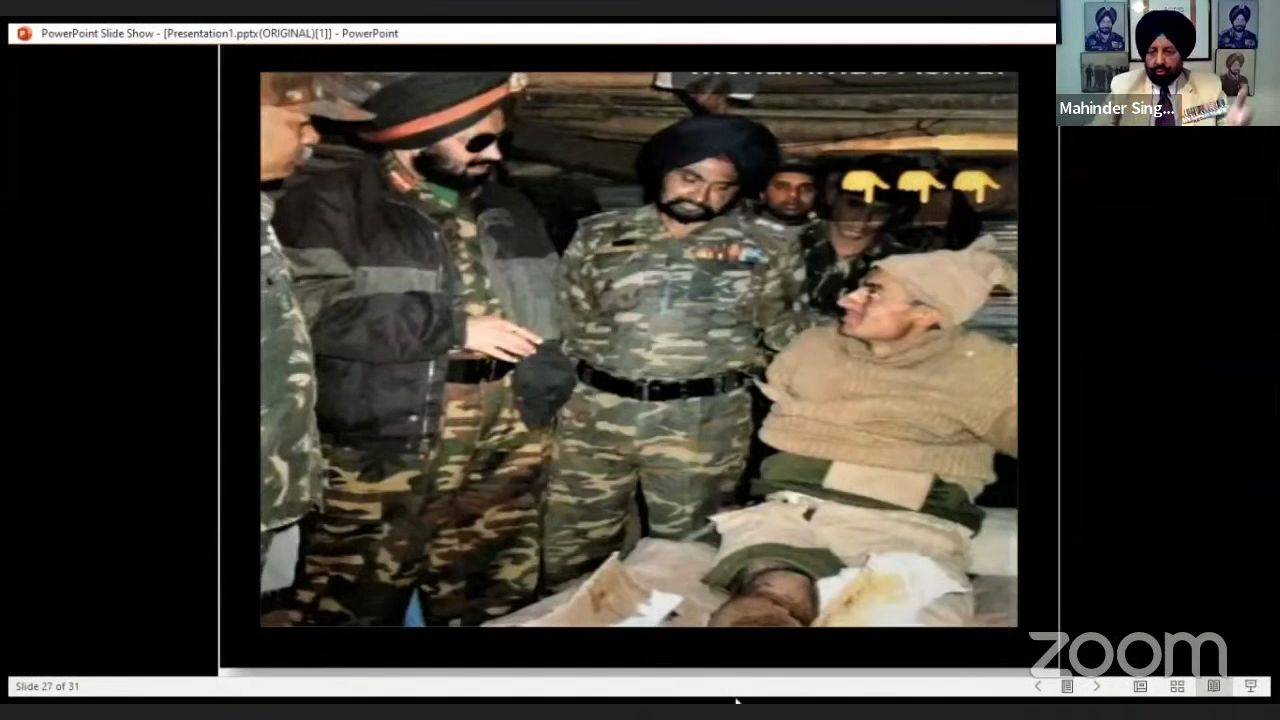 PowerPoint Slide Show - [Presentation1.pptx(ORIGINAL)[1]] - PowerPoint
Mahinder Sing...
zoom
Slide 27 of 31